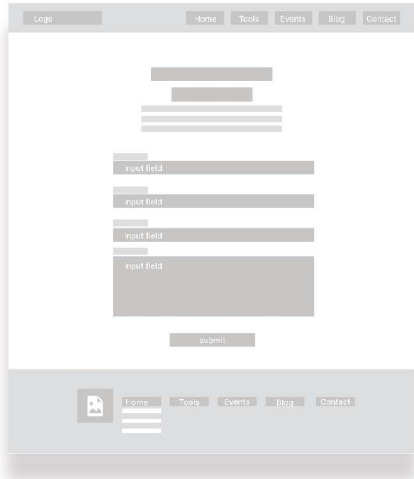 Logo Home Tools Events Blog Contact
input field
input field
input field
input field
submit
Home Tools Events Blog Contact